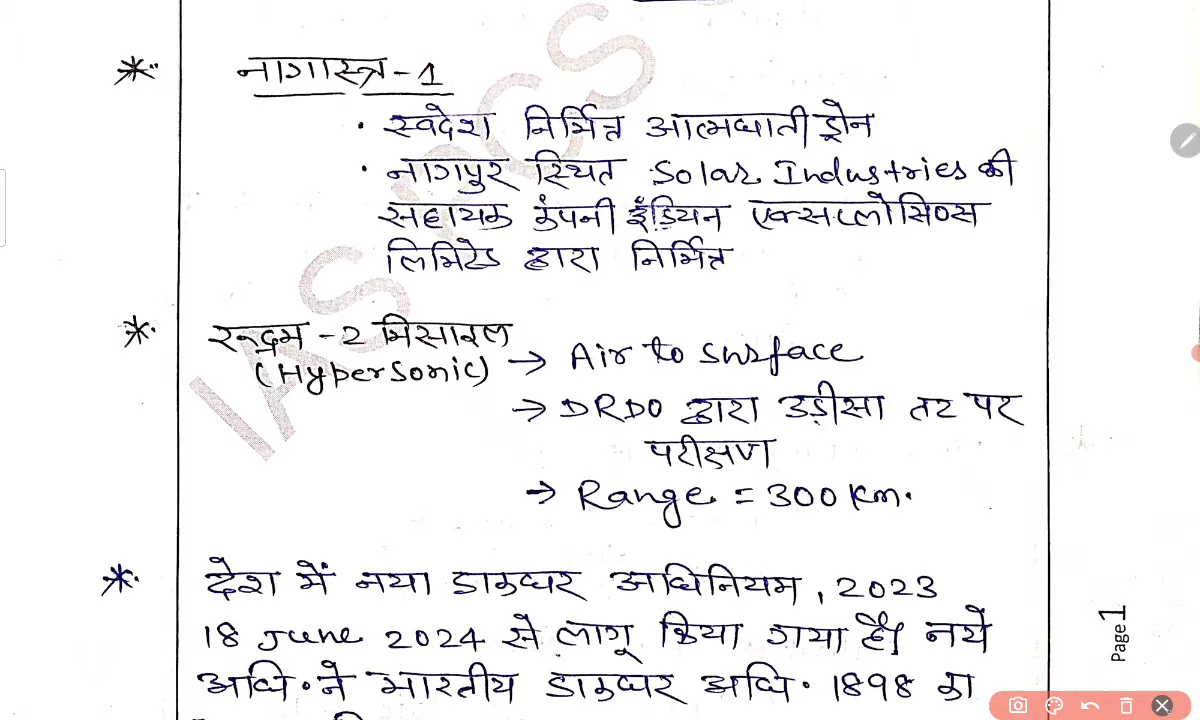 * नागास्त्र - 1
• स्वदेश निर्मित आत्मघाती ड्रोन
• नागपुर स्थित Solar Industries की
सहायक कंपनी इंडियन एक्सप्लोसिव्स
लिमिटेड द्वारा निर्मित
* रूद्रम - 2 मिसाइल
(Hypersonic)
→ Air to surface
→ DRDO द्वारा उड़ीसा तट पर
परीक्षण
→ Range = 300 Km.
* देश में नया डाकघर अधिनियम, 2023
18 June 2024 से लागू किया गया है। नये
अधि. ने भारतीय डाकघर अधि. 1898 का
Page 1
IAS PCS